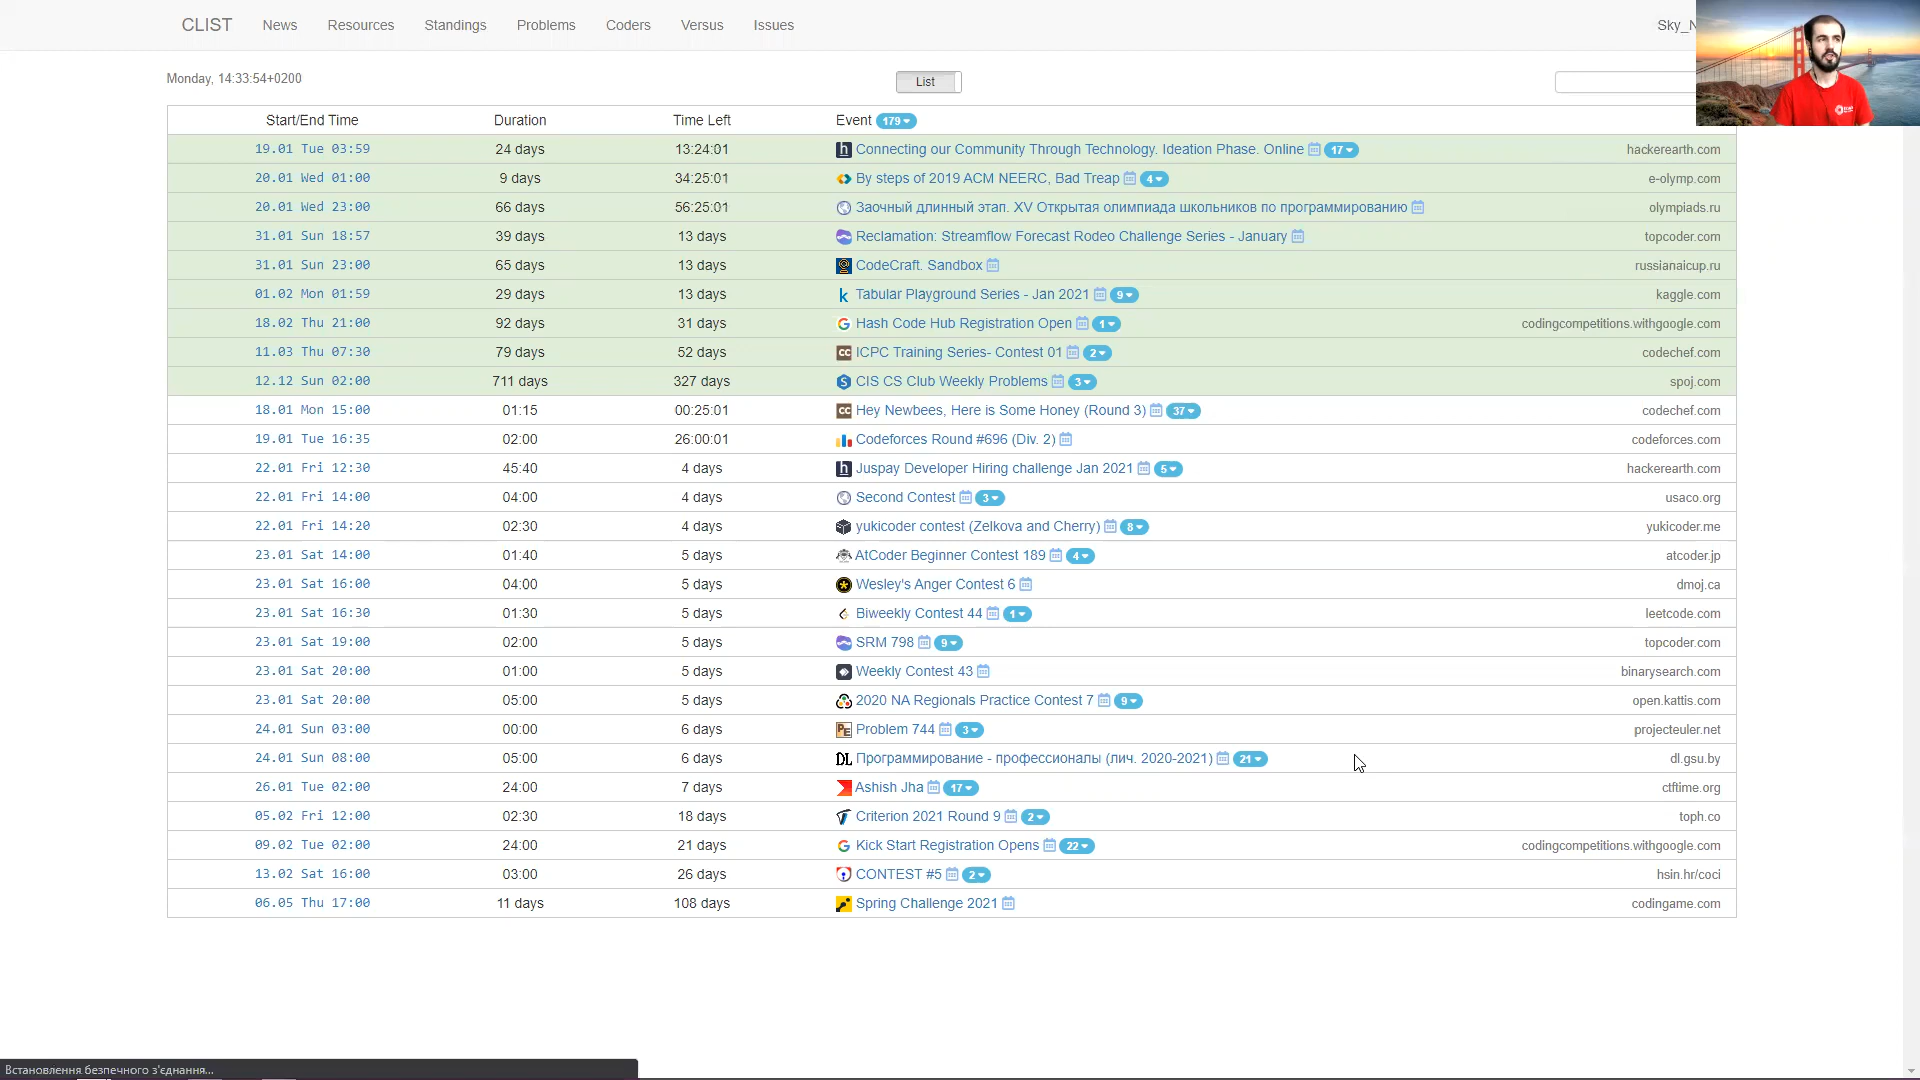 CLIST News Resources Standings Problems Coders Versus Issues Sky_N
Monday, 14:33:54+0200 List
Start/End Time Duration Time Left Event 179
19.01 Tue 03:59 24 days 13:24:01 Connecting our Community Through Technology. Ideation Phase. Online 17 hackerearth.com
20.01 Wed 01:00 9 days 34:25:01 By steps of 2019 ACM NEERC, Bad Treap 4 e-olymp.com
20.01 Wed 23:00 66 days 56:25:01 Заочный длинный этап. XV Открытая олимпиада школьников по программированию olympiads.ru
31.01 Sun 18:57 39 days 13 days Reclamation: Streamflow Forecast Rodeo Challenge Series - January topcoder.com
31.01 Sun 23:00 65 days 13 days CodeCraft. Sandbox russianaicup.ru
01.02 Mon 01:59 29 days 13 days Tabular Playground Series - Jan 2021 9 kaggle.com
18.02 Thu 21:00 92 days 31 days Hash Code Hub Registration Open 1 codingcompetitions.withgoogle.com
11.03 Thu 07:30 79 days 52 days ICPC Training Series- Contest 01 2 codechef.com
12.12 Sun 02:00 711 days 327 days CIS CS Club Weekly Problems 3 spoj.com
18.01 Mon 15:00 01:15 00:25:01 Hey Newbees, Here is Some Honey (Round 3) 37 codechef.com
19.01 Tue 16:35 02:00 26:00:01 Codeforces Round #696 (Div. 2) codeforces.com
22.01 Fri 12:30 45:40 4 days Juspay Developer Hiring challenge Jan 2021 5 hackerearth.com
22.01 Fri 14:00 04:00 4 days Second Contest 3 usaco.org
22.01 Fri 14:20 02:30 4 days yukicoder contest (Zelkova and Cherry) 8 yukicoder.me
23.01 Sat 14:00 01:40 5 days AtCoder Beginner Contest 189 4 atcoder.jp
23.01 Sat 16:00 04:00 5 days Wesley's Anger Contest 6 dmoj.ca
23.01 Sat 16:30 01:30 5 days Biweekly Contest 44 1 leetcode.com
23.01 Sat 19:00 02:00 5 days SRM 798 9 topcoder.com
23.01 Sat 20:00 01:00 5 days Weekly Contest 43 binarysearch.com
23.01 Sat 20:00 05:00 5 days 2020 NA Regionals Practice Contest 7 9 open.kattis.com
24.01 Sun 03:00 00:00 6 days Problem 744 3 projecteuler.net
24.01 Sun 08:00 05:00 6 days DL Программирование - профессионалы (лич. 2020-2021) 21 dl.gsu.by
26.01 Tue 02:00 24:00 7 days Ashish Jha 17 ctftime.org
05.02 Fri 12:00 02:30 18 days Criterion 2021 Round 9 2 toph.co
09.02 Tue 02:00 24:00 21 days Kick Start Registration Opens 22 codingcompetitions.withgoogle.com
13.02 Sat 16:00 03:00 26 days CONTEST #5 2 hsin.hr/coci
06.05 Thu 17:00 11 days 108 days Spring Challenge 2021 codingame.com
Встановлення безпечного з'єднання...